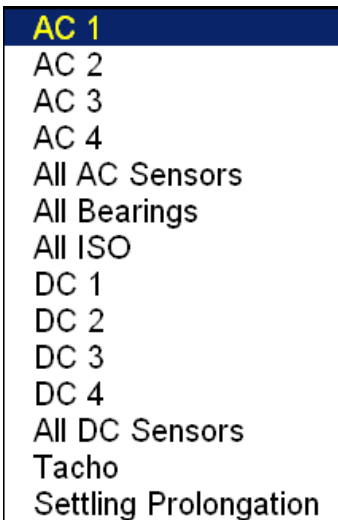 AC 1
AC 2
AC 3
AC 4
All AC Sensors
All Bearings
All ISO
DC 1
DC 2
DC 3
DC 4
All DC Sensors
Tacho
Settling Prolongation